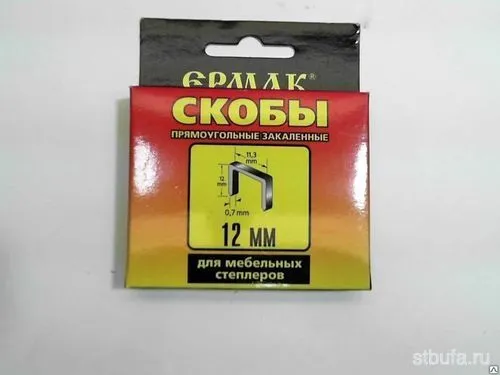 ЕРМАК®
СКОБЫ
ПРЯМОУГОЛЬНЫЕ ЗАКАЛЕННЫЕ
11,3
mm
12
mm
0,7 mm
12 мм
для мебельных
степлеров
stbufa.ru